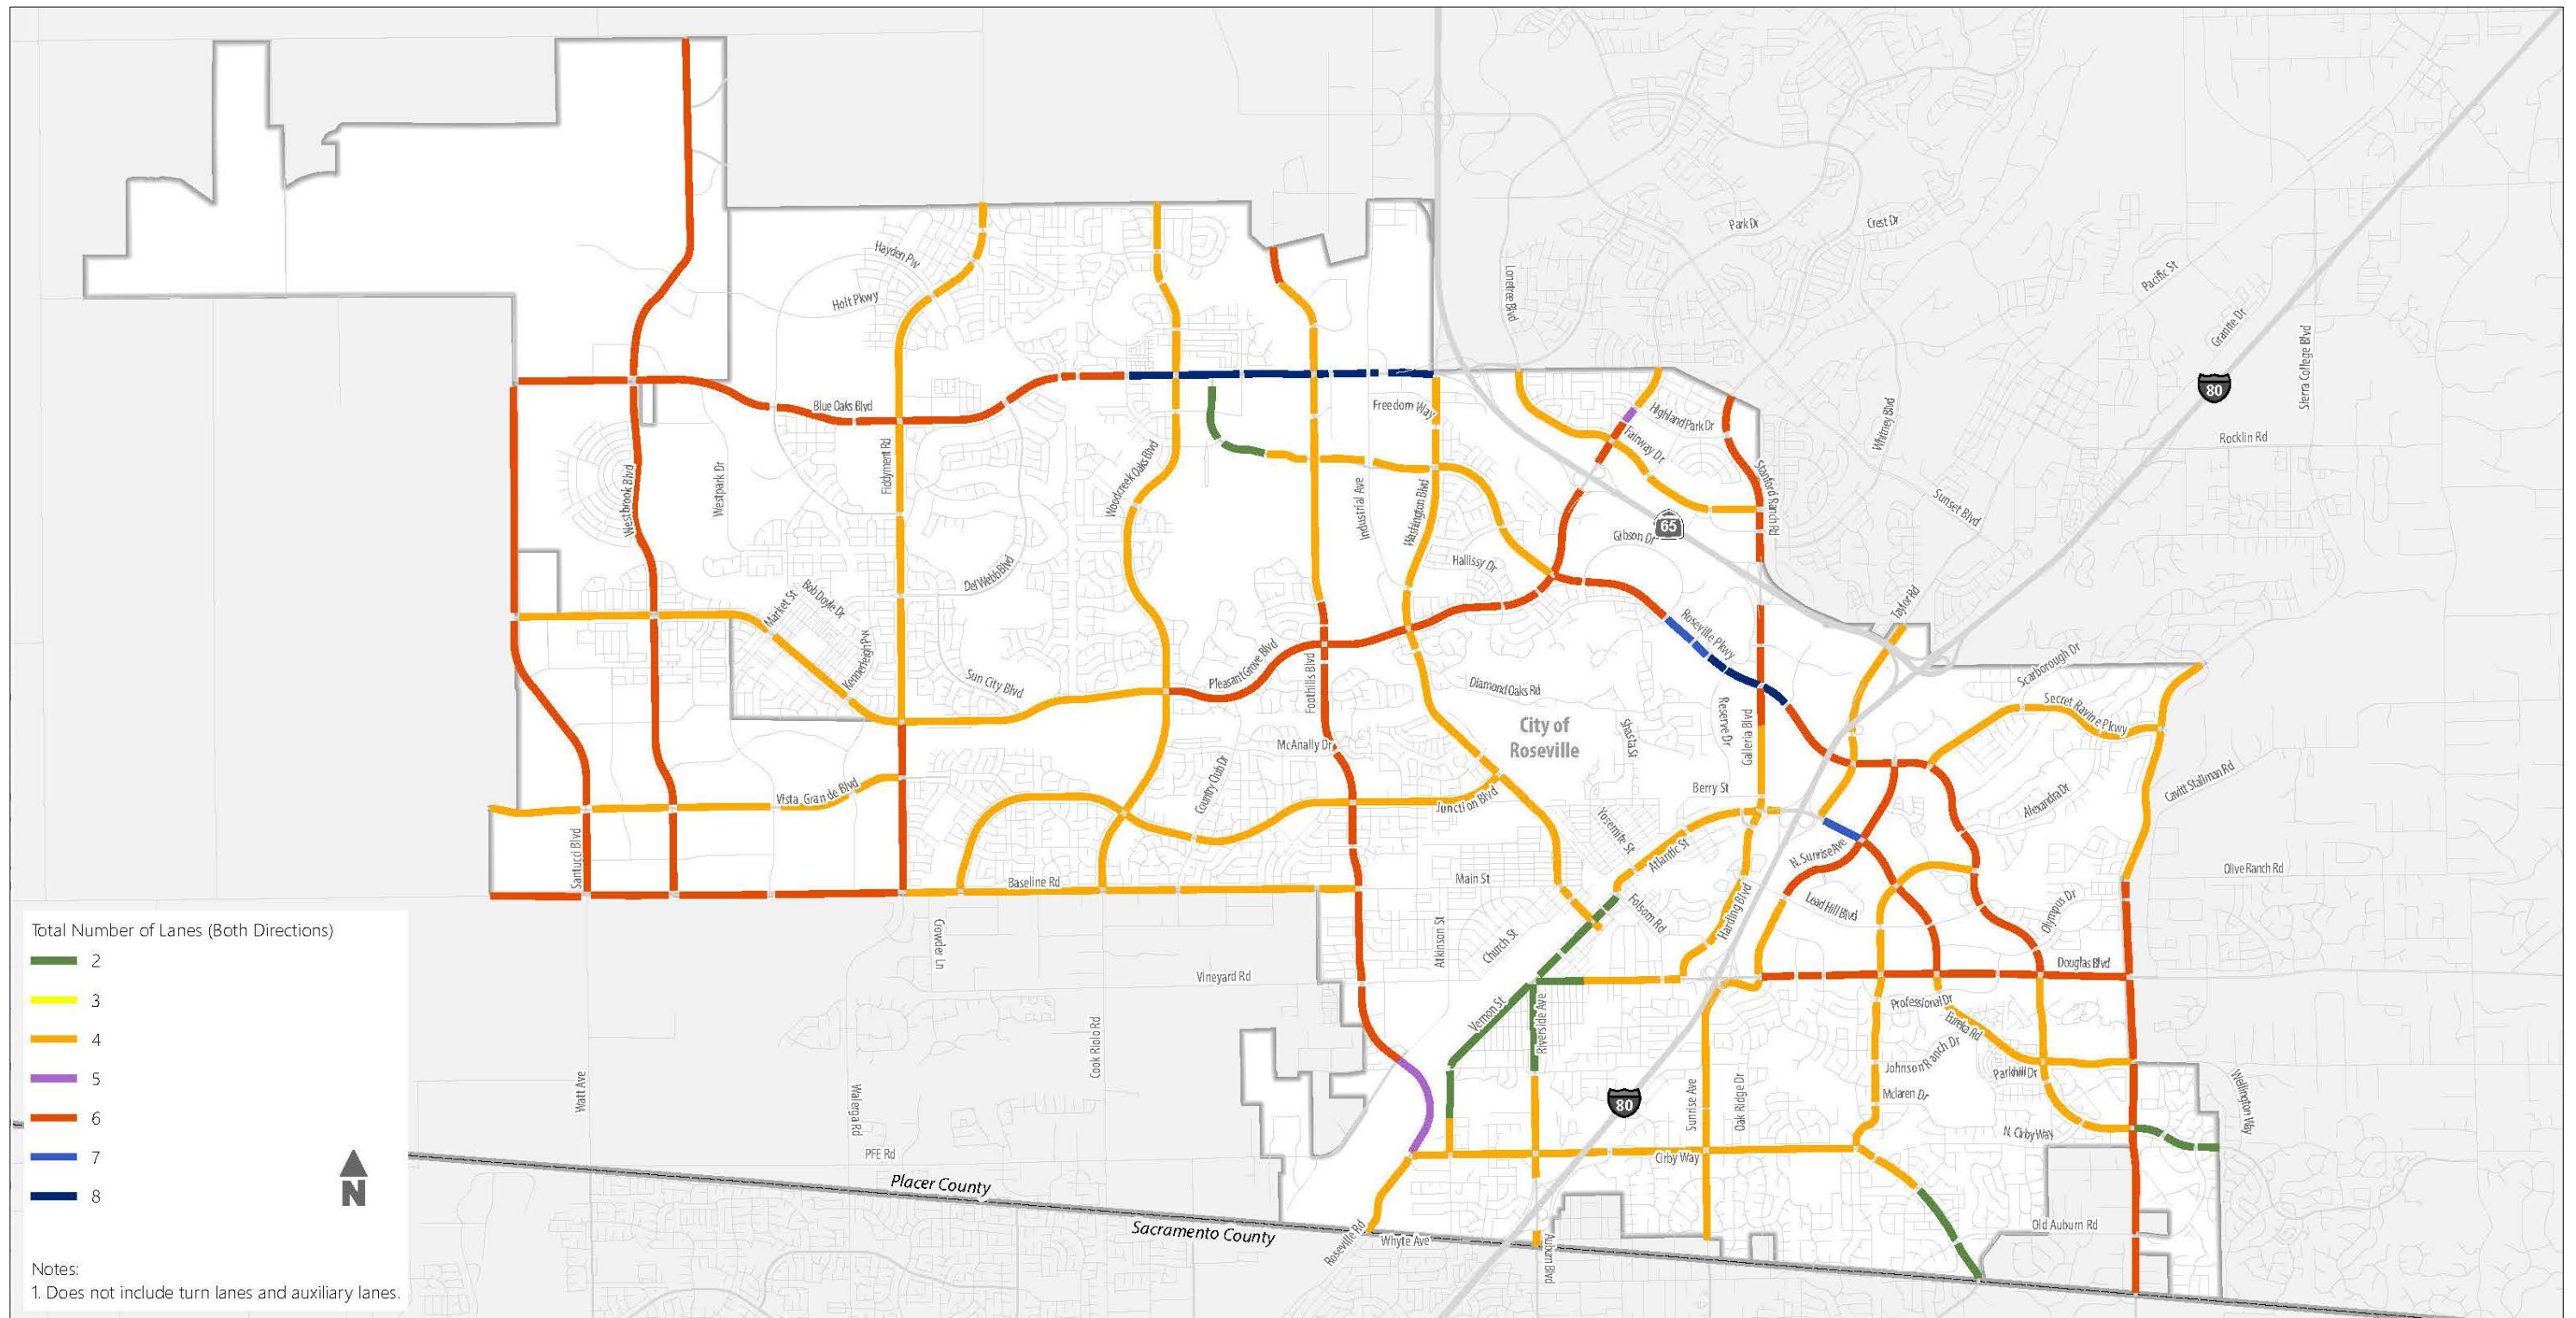 Park Dr
Crest Dr
Hayden Pw
Holt Pkwy
Lonetree Blvd
Pacific St
Granite Dr
Sierra College Blvd
80
Blue Oaks Blvd
Freedom Way
Highland Park Dr
Fairway Dr
Whitney Blvd
Rocklin Rd
Fiddyment Rd
Woodcreek Oaks Blvd
Westbrook Blvd
Westpark Dr
Industrial Ave
Washington Blvd
Stanford Ranch Rd
Sunset Blvd
65
Gibson Dr
Hallissy Dr
Del Webb Blvd
Bob Doyle Dr
Market St
Kennerleigh Pw
Taylor Rd
Roseville Pkwy
Pleasant Grove Blvd
Foothills Blvd
Sun City Blvd
Diamond Oaks Rd
Scarborough Dr
Secret Ravine Pkwy
City of
Roseville
Shasta St
Reserve Dr
Galleria Blvd
McAnally Dr
Country Club Dr
Junction Blvd
Berry St
Cavitt Stallman Rd
Alexandra Dr
Vista Grande Blvd
Santucci Blvd
Yosemite St
Atlantic St
N. Sunrise Ave
Olive Ranch Rd
Baseline Rd
Main St
Folsom Rd
Harding Blvd
Lead Hill Blvd
Olympus Dr
Crowder Ln
Atkinson St
Church St
Vineyard Rd
Douglas Blvd
Vernon St
Riverside Ave
Professional Dr
Eureka Rd
Johnson Ranch Dr
Parkhill Dr
Mclaren Dr
Watt Ave
Walerga Rd
Cook Riolo Rd
80
Sunrise Ave
Oak Ridge Dr
Wellington Way
N. Cirby Way
PFE Rd
Cirby Way
Placer County
Sacramento County
Roseville Rd
Whyte Ave
Auburn Blvd
Old Auburn Rd
Total Number of Lanes (Both Directions)
2
3
4
5
6
7
8
N
Notes:
1. Does not include turn lanes and auxiliary lanes.